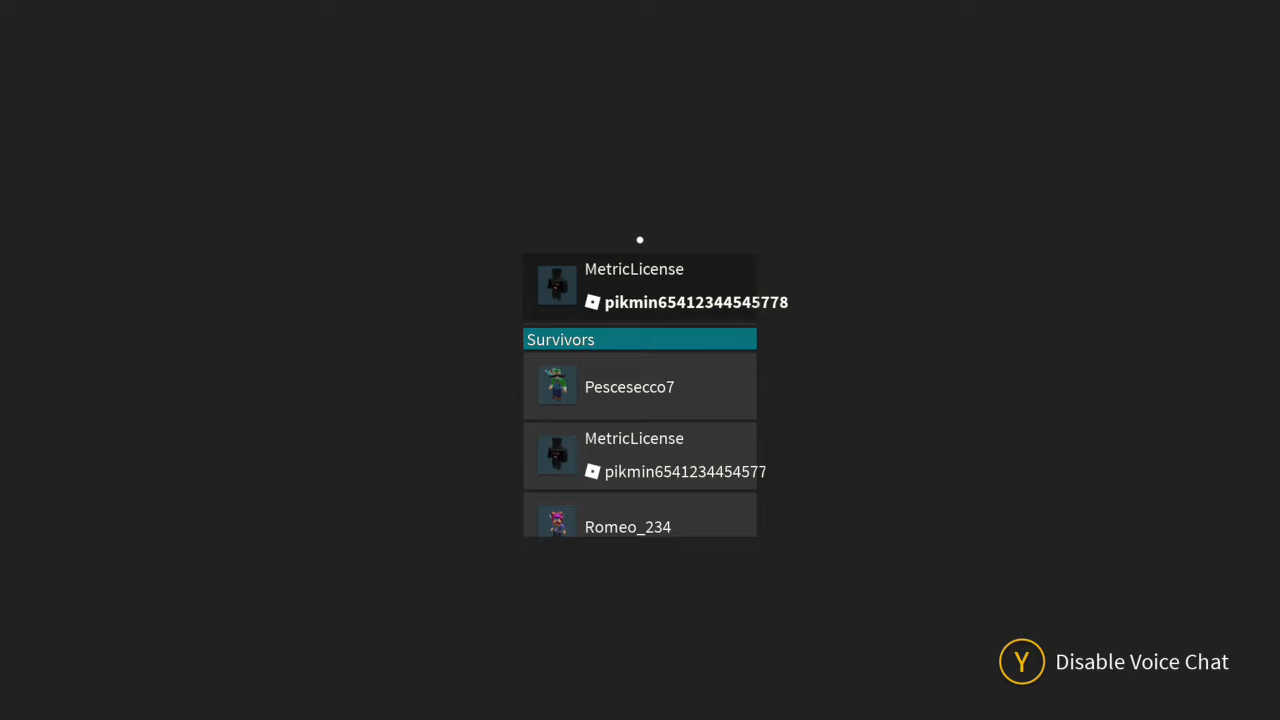 MetricLicense
pikmin65412344545778
Survivors
Pescesecco7
MetricLicense
pikmin6541234454577
Romeo_234
Y Disable Voice Chat